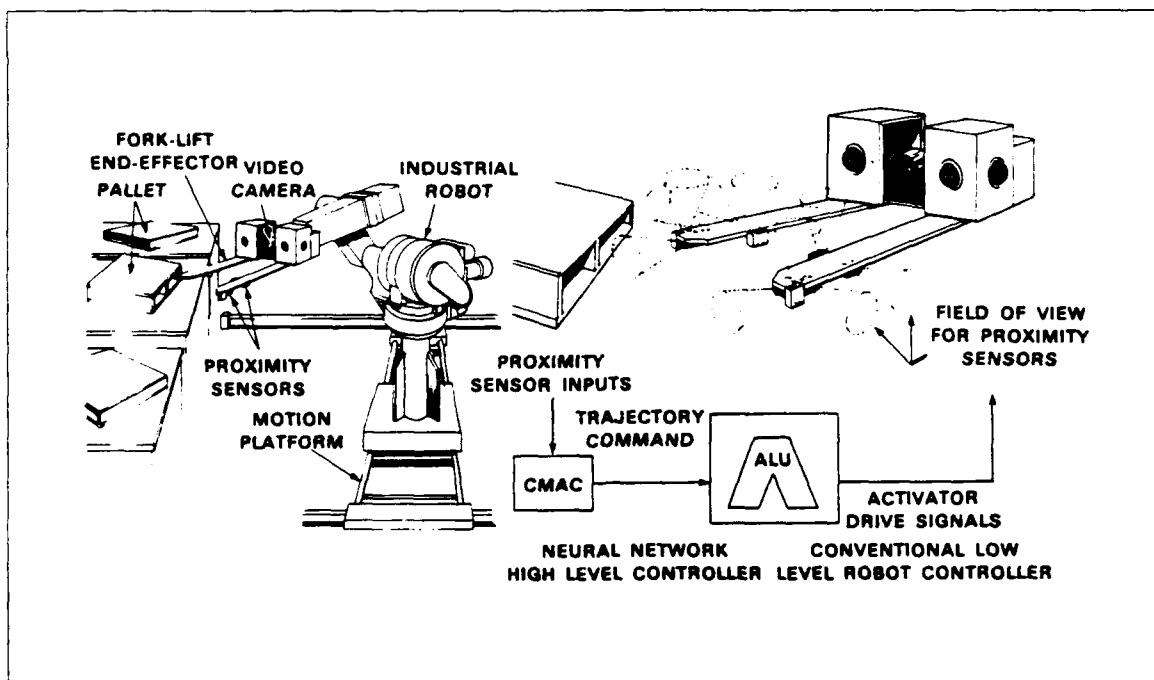 FORK-LIFT
END-EFFECTOR
PALLET
VIDEO
CAMERA
INDUSTRIAL
ROBOT
PROXIMITY
SENSORS
MOTION
PLATFORM
FIELD OF VIEW
FOR PROXIMITY
SENSORS
PROXIMITY
SENSOR INPUTS
TRAJECTORY
COMMAND
CMAC
ALU
ACTIVATOR
DRIVE SIGNALS
NEURAL NETWORK
HIGH LEVEL CONTROLLER
CONVENTIONAL LOW
LEVEL ROBOT CONTROLLER